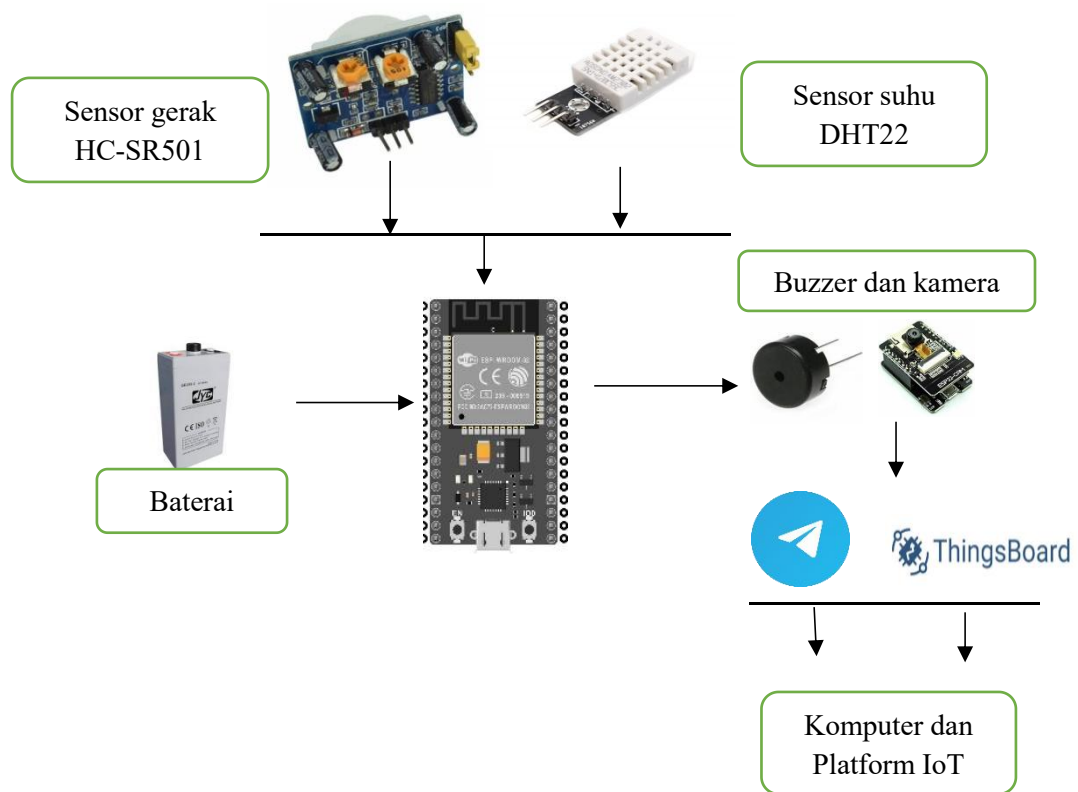 Sensor gerak
HC-SR501
Sensor suhu
DHT22
Buzzer dan kamera
Baterai
ThingsBoard
Komputer dan
Platform IoT